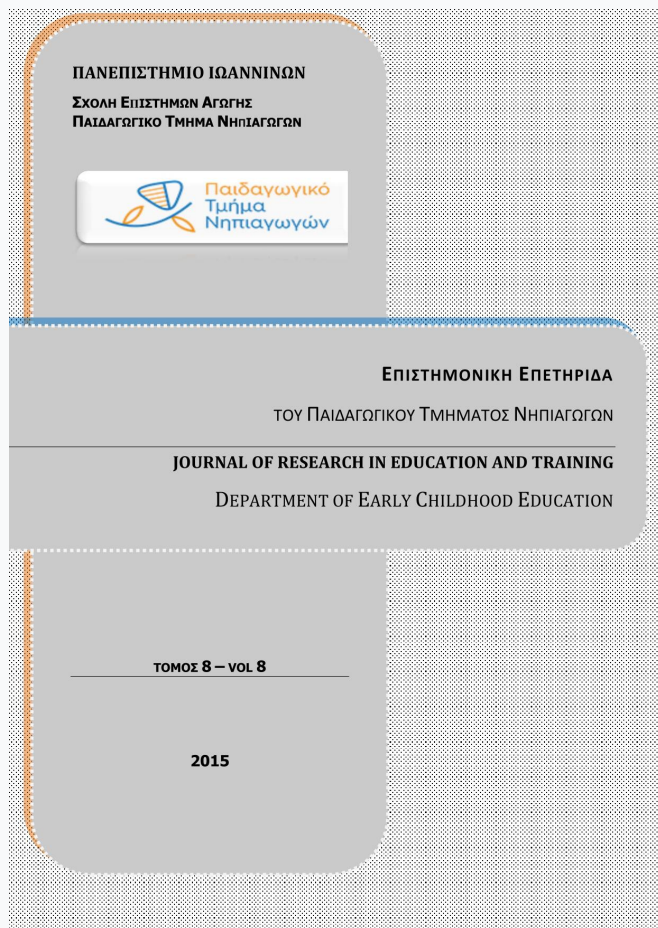 ΠΑΝΕΠΙΣΤΗΜΙΟ ΙΩΑΝΝΙΝΩΝ
ΣΧΟΛΗ ΕΠΙΣΤΗΜΩΝ ΑΓΩΓΗΣ
ΠΑΙΔΑΓΩΓΙΚΟ ΤΜΗΜΑ ΝΗΠΙΑΓΩΓΩΝ
Παιδαγωγικό
Τμήμα
Νηπιαγωγών
ΕΠΙΣΤΗΜΟΝΙΚΗ ΕΠΕΤΗΡΙΔΑ
ΤΟΥ ΠΑΙΔΑΓΩΓΙΚΟΥ ΤΜΗΜΑΤΟΣ ΝΗΠΙΑΓΩΓΩΝ
JOURNAL OF RESEARCH IN EDUCATION AND TRAINING
DEPARTMENT OF EARLY CHILDHOOD EDUCATION
ΤΟΜΟΣ 8 – VOL 8
2015